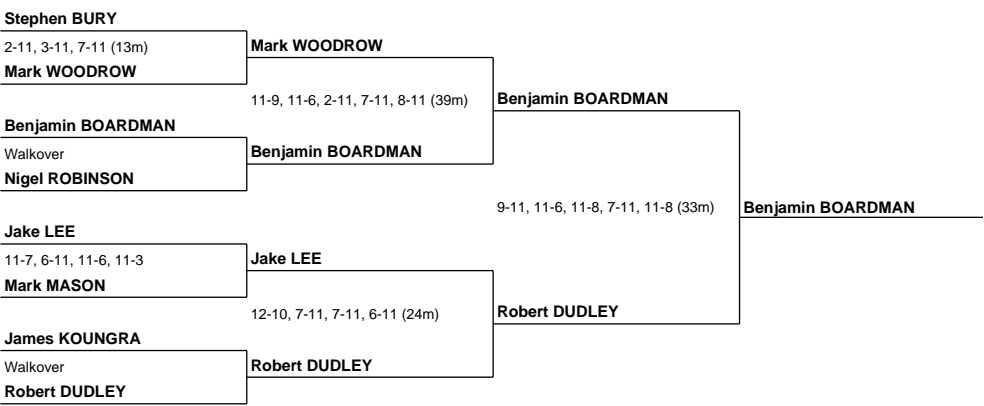 Stephen BURY
2-11, 3-11, 7-11 (13m)
Mark WOODROW
Mark WOODROW
11-9, 11-6, 2-11, 7-11, 8-11 (39m)
Benjamin BOARDMAN
Benjamin BOARDMAN
Walkover
Benjamin BOARDMAN
Nigel ROBINSON
9-11, 11-6, 11-8, 7-11, 11-8 (33m)
Benjamin BOARDMAN
Jake LEE
11-7, 6-11, 11-6, 11-3
Jake LEE
Mark MASON
12-10, 7-11, 7-11, 6-11 (24m)
Robert DUDLEY
James KOUNGRA
Walkover
Robert DUDLEY
Robert DUDLEY